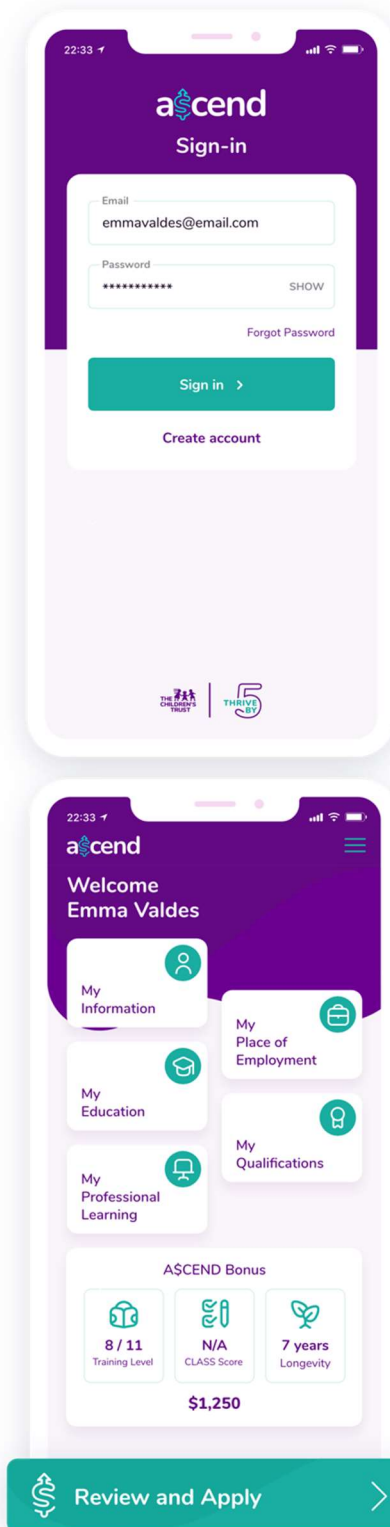 22:33
a$cend
Sign-in
Email
emmavaldes@email.com
Password
*********** SHOW
Forgot Password
Sign in >
Create account
THE CHILDREN'S TRUST
THRIVE BY 5
22:33
a$cend
Welcome
Emma Valdes
My
Information
My
Place of
Employment
My
Education
My
Qualifications
My
Professional
Learning
A$CEND Bonus
8 / 11
Training Level
N/A
CLASS Score
7 years
Longevity
$1,250
Review and Apply